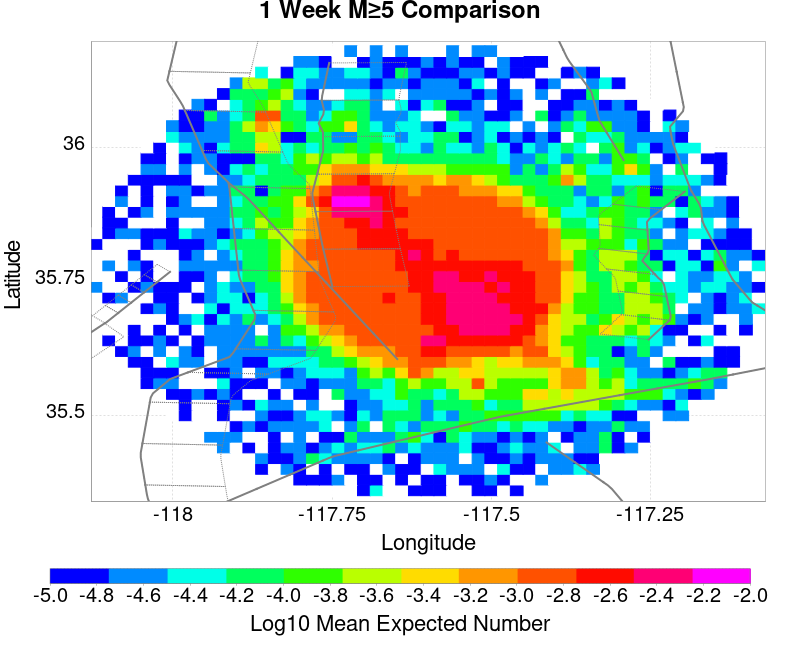 1 Week M≥5 Comparison
36
35.75
35.5
Latitude
-118 -117.75 -117.5 -117.25
Longitude
-5.0 -4.8 -4.6 -4.4 -4.2 -4.0 -3.8 -3.6 -3.4 -3.2 -3.0 -2.8 -2.6 -2.4 -2.2 -2.0
Log10 Mean Expected Number